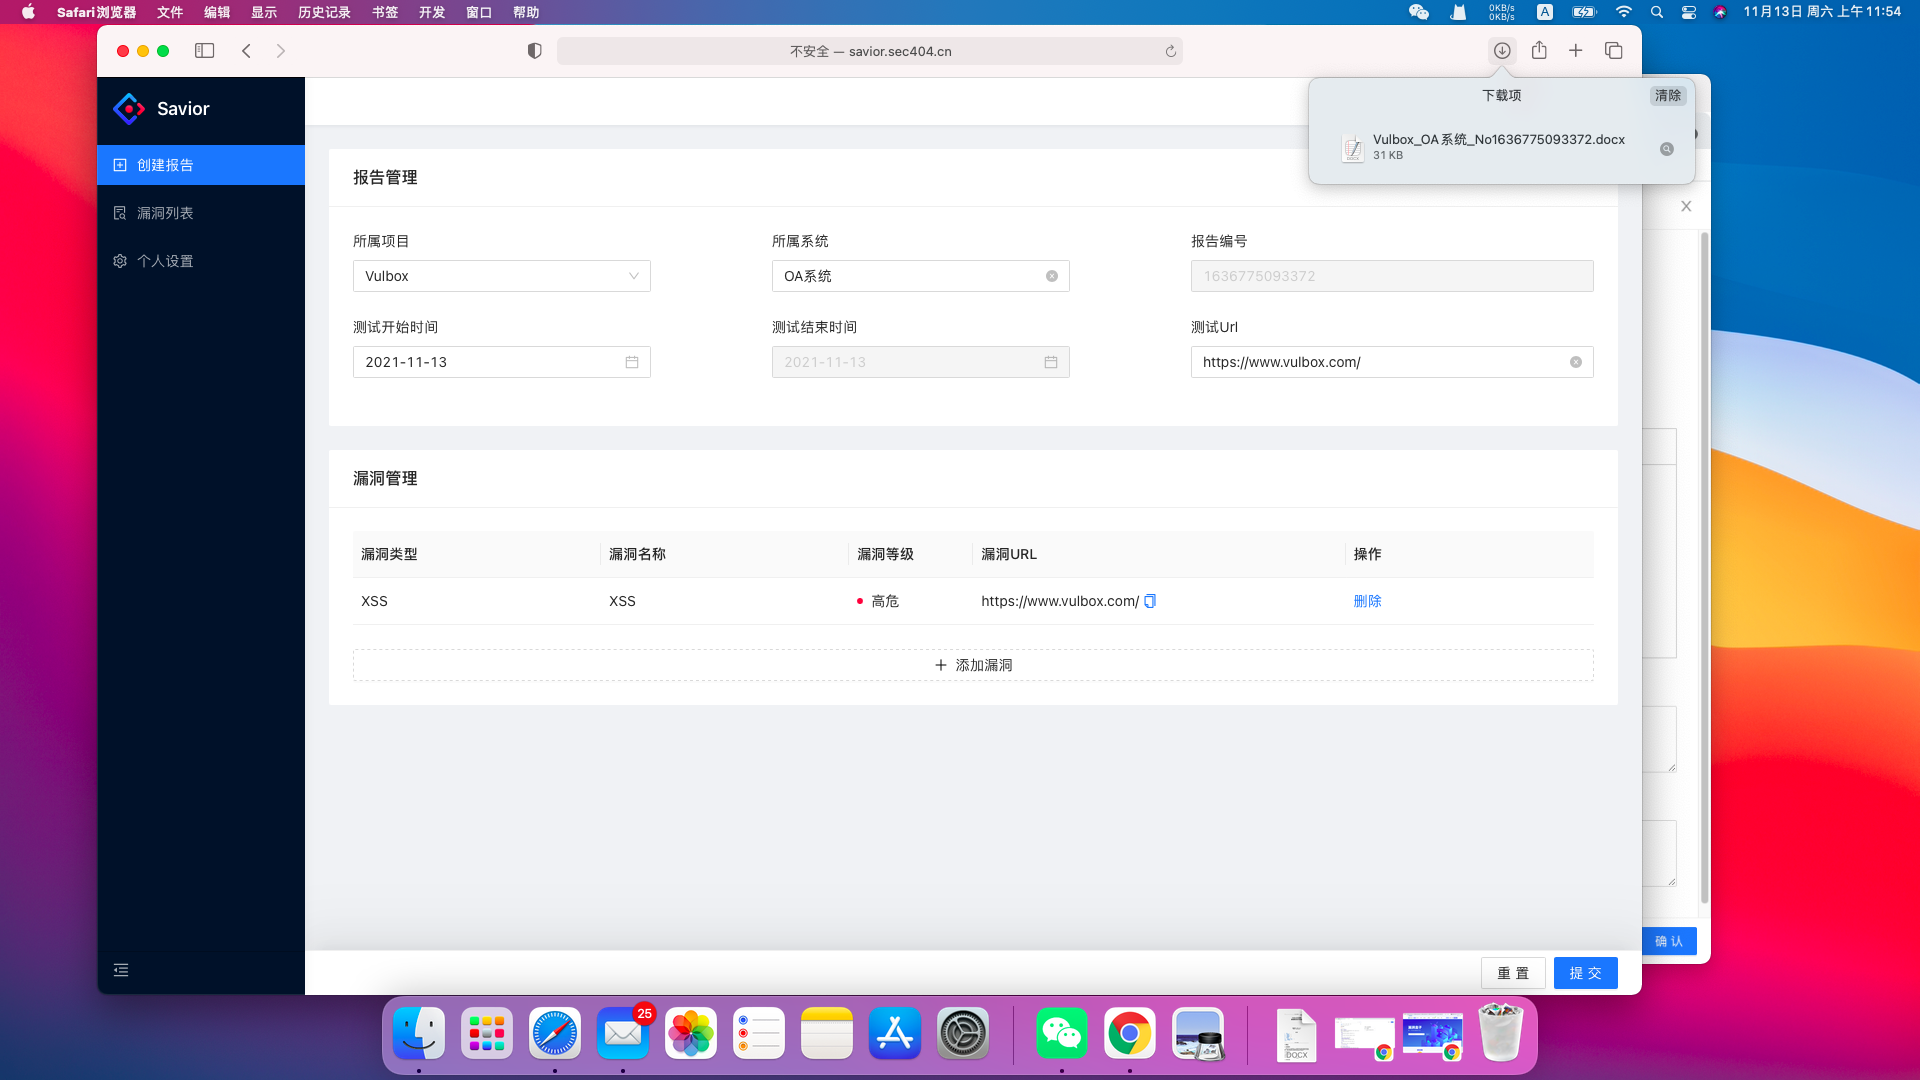 Safari浏览器 文件 编辑 显示 历史记录 书签 开发 窗口 帮助 0KB/s 0KB/s A 11月13日 周六 上午11:54
不安全 — savior.sec404.cn
下载项 清除
Vulbox_OA系统_No1636775093372.docx
31 KB
Savior
创建报告
漏洞列表
个人设置
报告管理
所属项目 所属系统 报告编号
Vulbox OA系统 1636775093372
测试开始时间 测试结束时间 测试Url
2021-11-13 2021-11-13 https://www.vulbox.com/
漏洞管理
漏洞类型 漏洞名称 漏洞等级 漏洞URL 操作
XSS XSS 高危 https://www.vulbox.com/ 删除
添加漏洞
确 认
重 置 提 交
25
DOCX